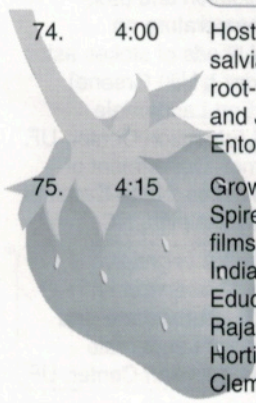 74. 4:00 Host
salvia
root-
and
Ento
75. 4:15 Grow
Spire
films
India
Educ
Raja
Horti
Clem